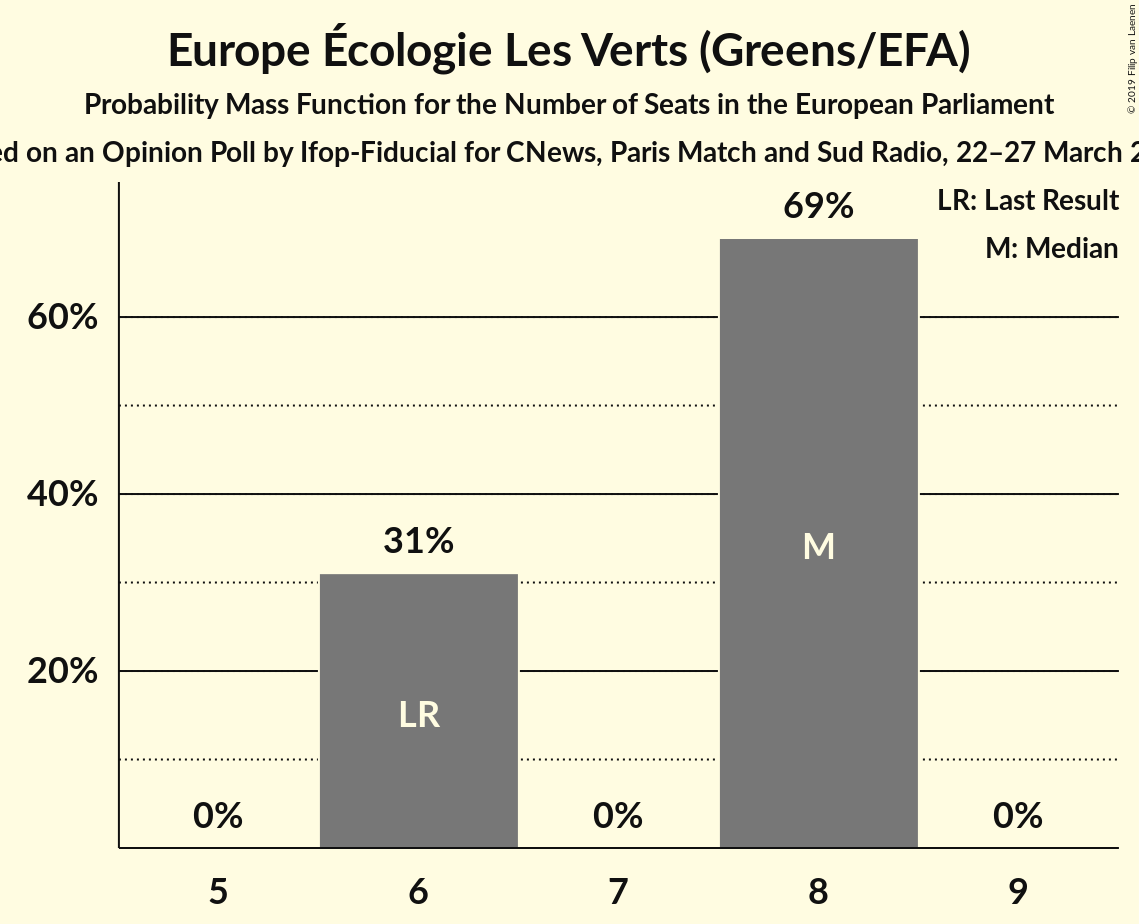 Europe Écologie Les Verts (Greens/EFA)
Probability Mass Function for the Number of Seats in the European Parliament
on an Opinion Poll by Ifop-Fiducial for CNews, Paris Match and Sud Radio, 22–27 March
© 2019 Filip van Laenen
LR: Last Result
M: Median
69%
60%
40%
31%
M
20%
LR
0% 0% 0%
5 6 7 8 9